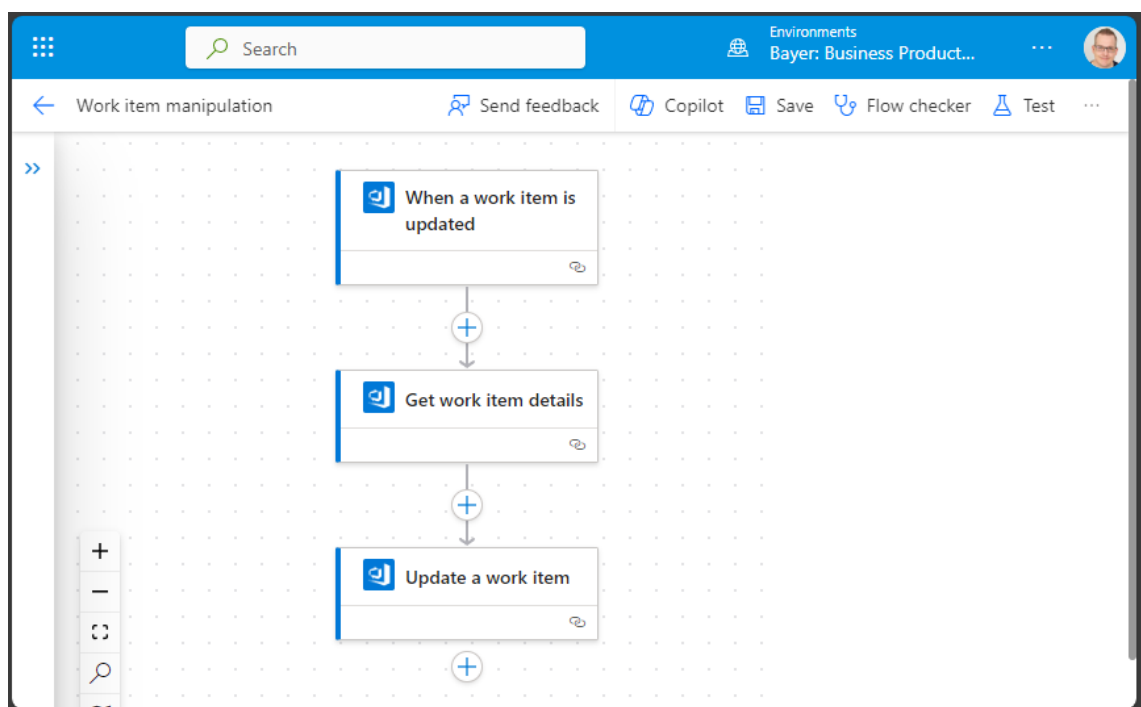 Search
Environments
Bayer: Business Product...
Work item manipulation
Send feedback
Copilot
Save
Flow checker
Test
When a work item is
updated
Get work item details
Update a work item